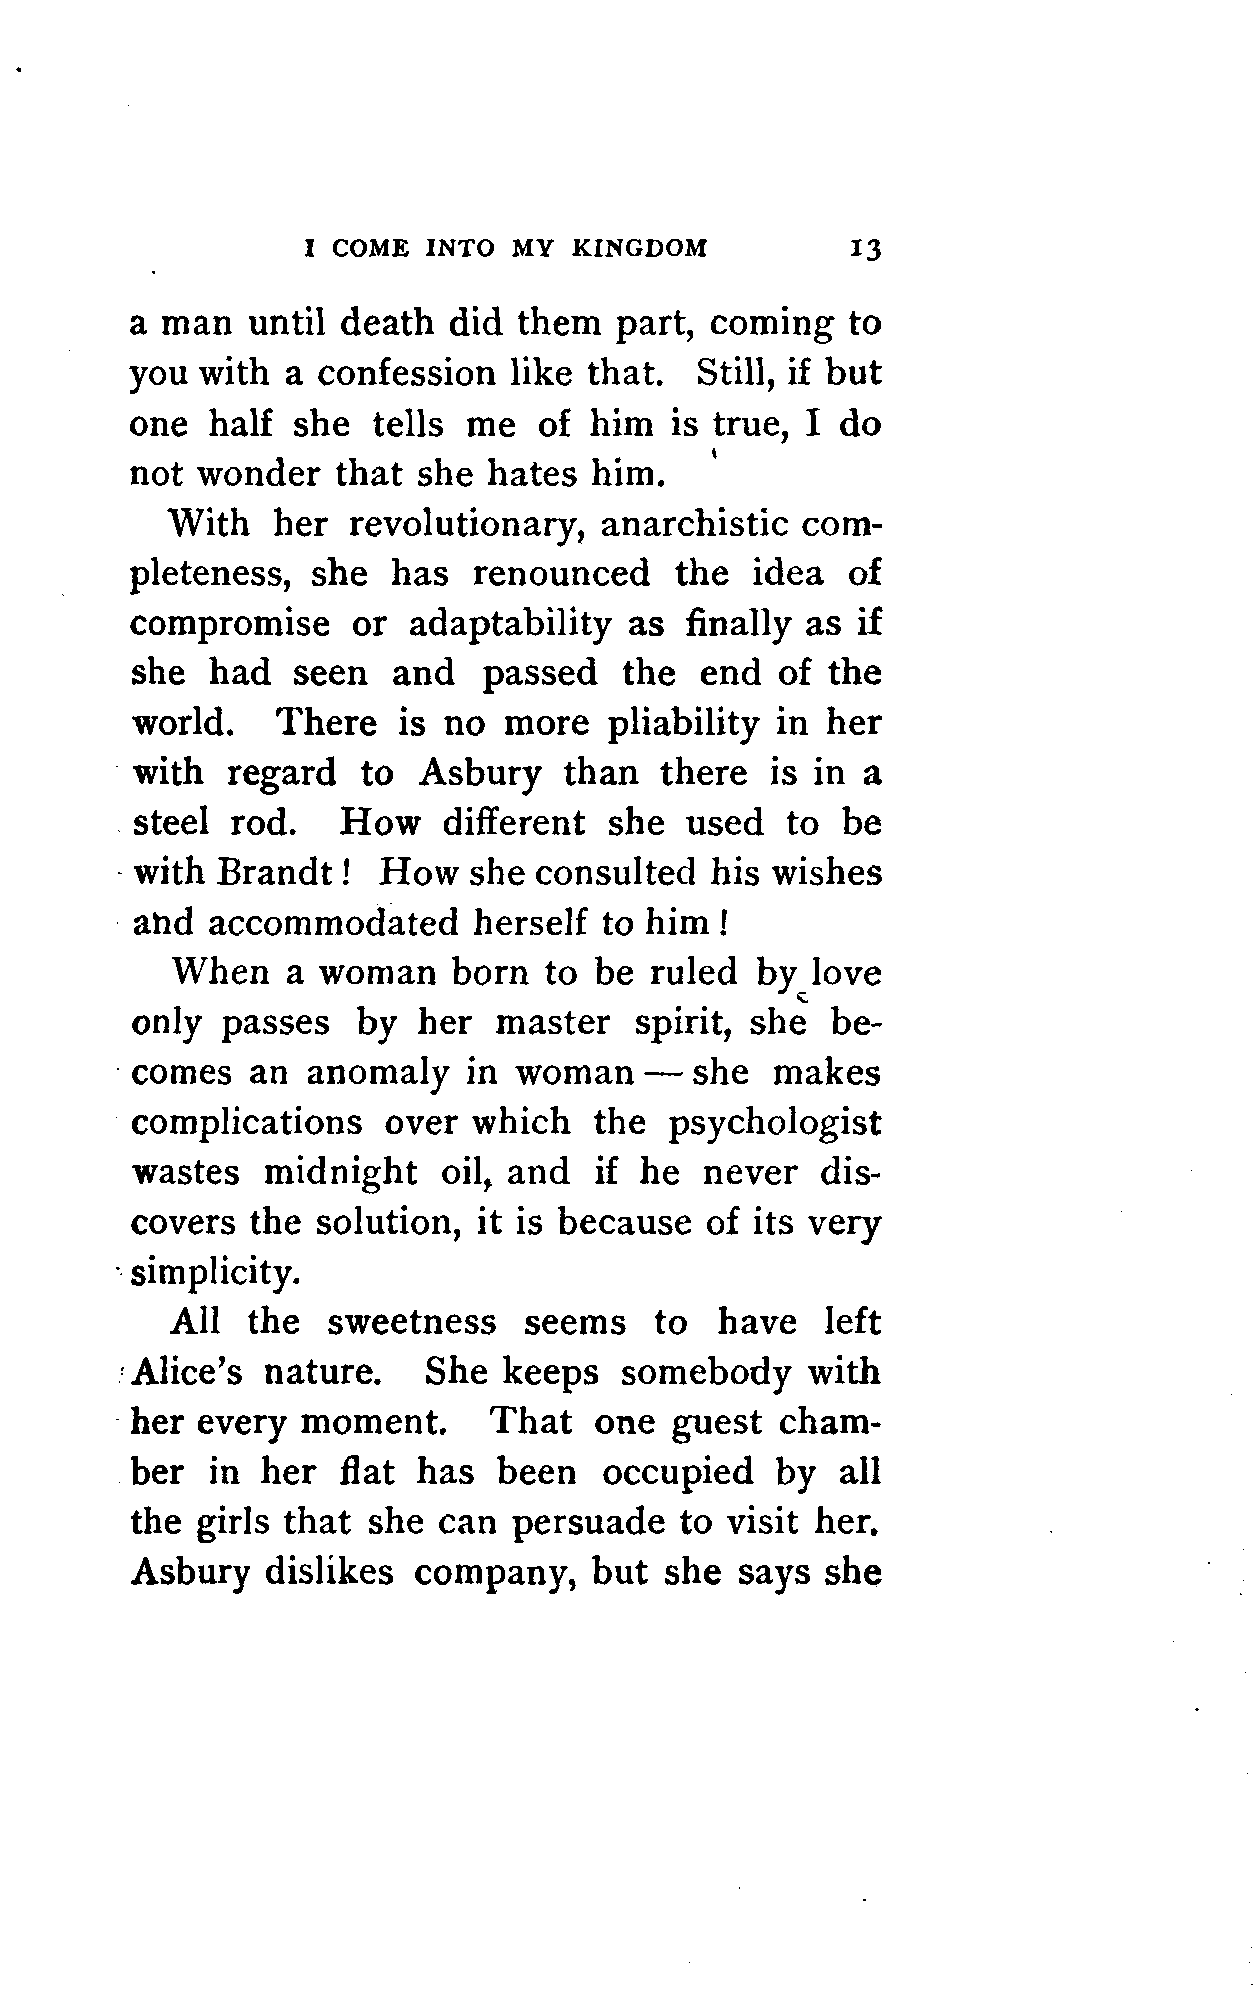 I COME INTO MY KINGDOM 13
a man until death did them part, coming to
you with a confession like that. Still, if but
one half she tells me of him is true, I do
not wonder that she hates him.
With her revolutionary, anarchistic com-
pleteness, she has renounced the idea of
compromise or adaptability as finally as if
she had seen and passed the end of the
world. There is no more pliability in her
with regard to Asbury than there is in a
steel rod. How different she used to be
with Brandt! How she consulted his wishes
and accommodated herself to him!
When a woman born to be ruled by love
only passes by her master spirit, she be-
comes an anomaly in woman — she makes
complications over which the psychologist
wastes midnight oil, and if he never dis-
covers the solution, it is because of its very
simplicity.
All the sweetness seems to have left
Alice's nature. She keeps somebody with
her every moment. That one guest cham-
ber in her flat has been occupied by all
the girls that she can persuade to visit her.
Asbury dislikes company, but she says she